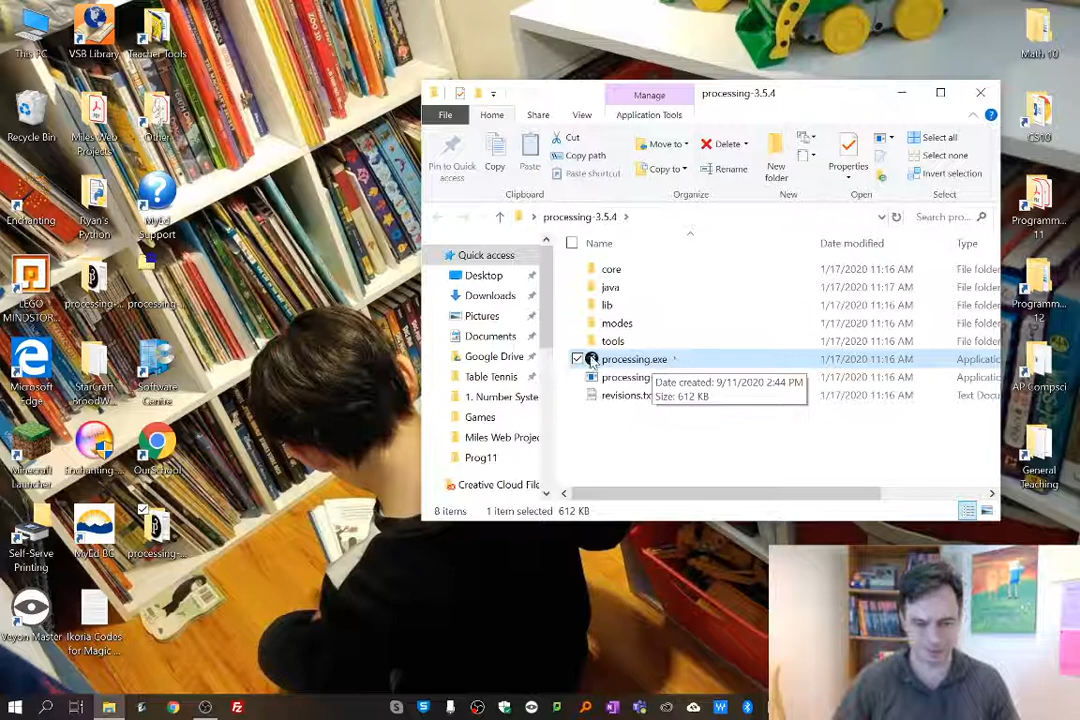 This PC
VSB Library
Teacher Tools
Recycle Bin
Miles Web
Projects
Other
Enchanting
Ryan's
Python
MyEd
Support
LEGO
MINDSTOR...
processing-...
processing-...
Microsoft
Edge
StarCraft
BroodW...
Software
Centre
Minecraft
Launcher
Enchanting-...
OurSchool
Self-Serve
Printing
MyEd BC
processing-...
Veyon Master
Ikoria Codes
for Magic ...
Manage
processing-3.5.4
File
Home
Share
View
Application Tools
Pin to Quick
access
Copy
Paste
Cut
Copy path
Paste shortcut
Clipboard
Move to
Copy to
Delete
Rename
Organize
New
folder
New
Properties
Open
Select all
Select none
Invert selection
Select
processing-3.5.4
Search pro...
Quick access
Desktop
Downloads
Pictures
Documents
Google Drive
Table Tennis
1. Number Syste
Games
Miles Web Projec
Prog11
Creative Cloud File
Name
Date modified
Type
core
1/17/2020 11:16 AM
File folder
java
1/17/2020 11:17 AM
File folder
lib
1/17/2020 11:16 AM
File folder
modes
1/17/2020 11:16 AM
File folder
tools
1/17/2020 11:16 AM
File folder
processing.exe
1/17/2020 11:16 AM
Applicatio
processing
1/17/2020 11:16 AM
Applicatio
revisions.tx
1/17/2020 11:16 AM
Text Docu
Date created: 9/11/2020 2:44 PM
Size: 612 KB
8 items
1 item selected 612 KB
Math 10
CS10
Programm...
11
Programm...
12
AP Compsci
General
Teaching